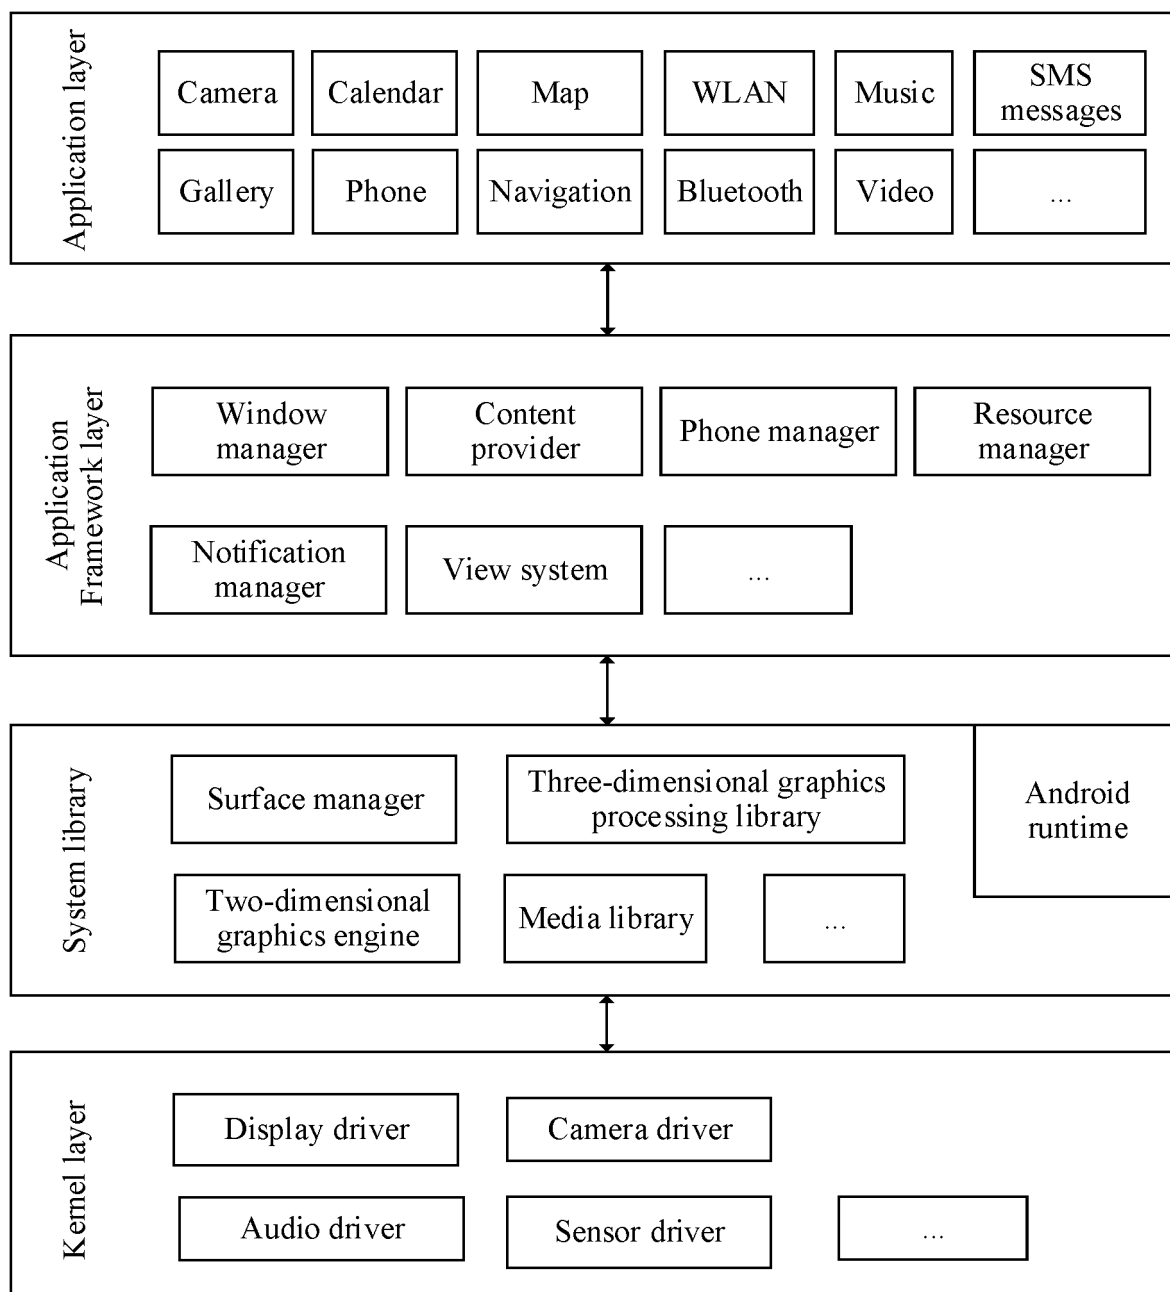 Application layer
Camera
Calendar
Map
WLAN
Music
SMS
messages
Gallery
Phone
Navigation
Bluetooth
Video
...
Application
Framework layer
Window
manager
Content
provider
Phone manager
Resource
manager
Notification
manager
View system
...
System library
Surface manager
Three-dimensional graphics
processing library
Android
runtime
Two-dimensional
graphics engine
Media library
...
Kernel layer
Display driver
Camera driver
Audio driver
Sensor driver
...